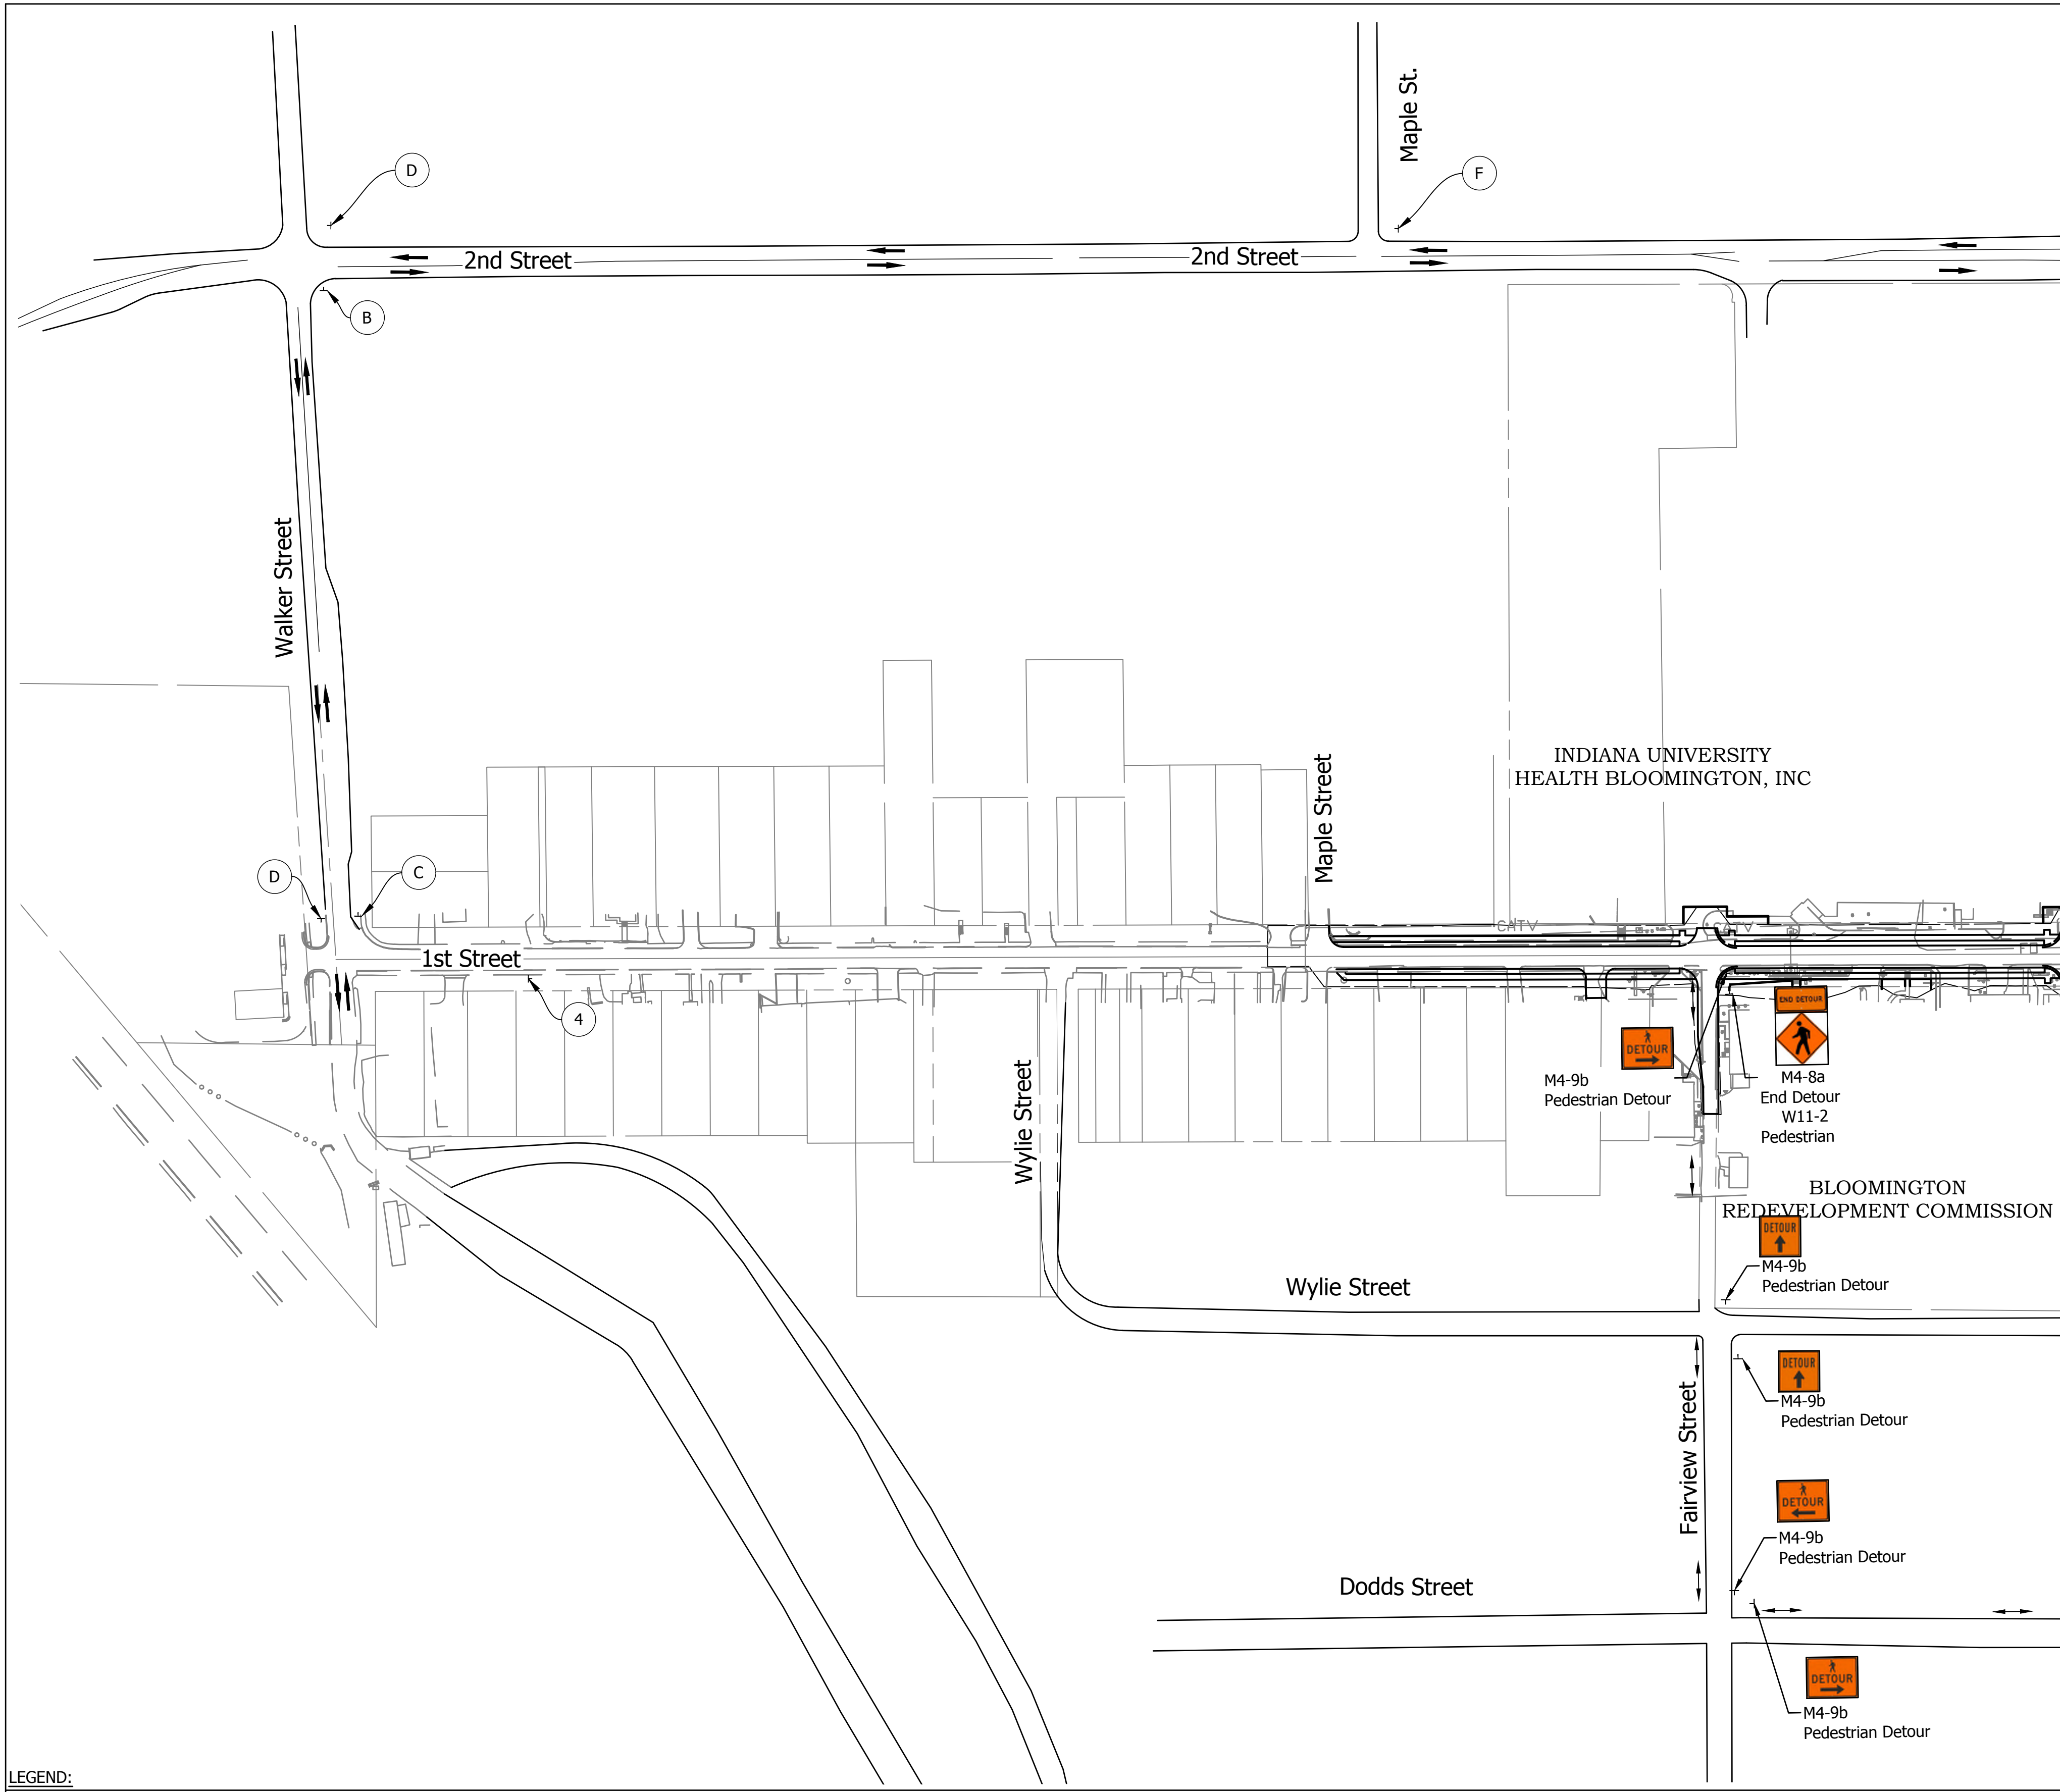 Maple St.
D
F
2nd Street
2nd Street
B
Walker Street
INDIANA UNIVERSITY
HEALTH BLOOMINGTON, INC
Maple Street
D
C
CATV
1st Street
4
END DETOUR
DETOUR
M4-9b
Pedestrian Detour
M4-8a
End Detour
W11-2
Pedestrian
Wylie Street
BLOOMINGTON
REDEVELOPMENT COMMISSION
DETOUR
M4-9b
Pedestrian Detour
Wylie Street
DETOUR
M4-9b
Pedestrian Detour
Fairview Street
DETOUR
M4-9b
Pedestrian Detour
Dodds Street
DETOUR
M4-9b
Pedestrian Detour
LEGEND: